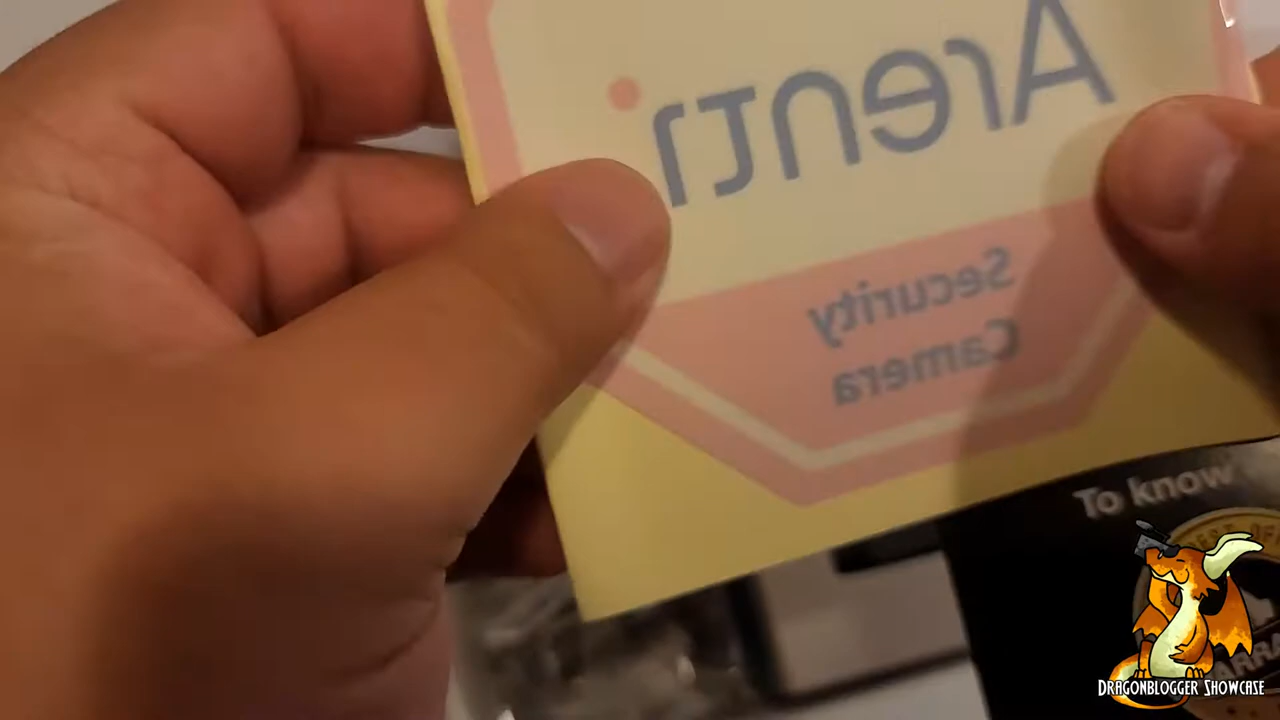 Arenti
Security
Camera
To know
DRAGONBLOGGER SHOWCASE